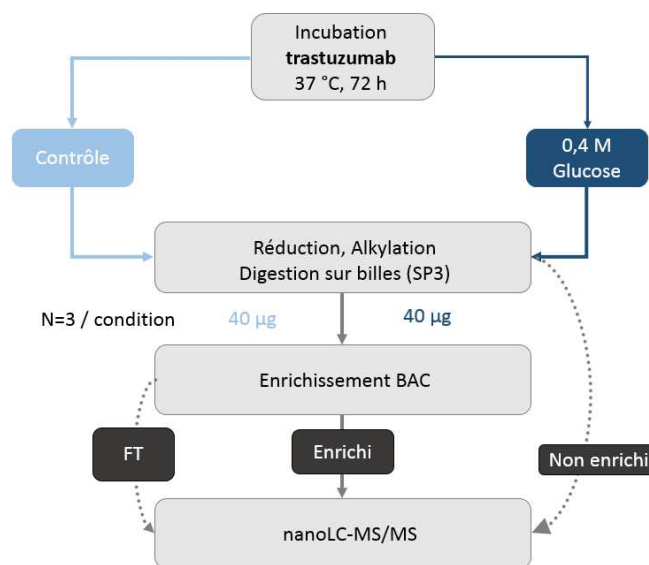 Incubation
trastuzumab
37 °C, 72 h
Contrôle
0,4 M
Glucose
Réduction, Alkylation
Digestion sur billes (SP3)
N=3 / condition
40 µg
40 µg
Enrichissement BAC
FT
Enrichi
Non enrichi
nanoLC-MS/MS